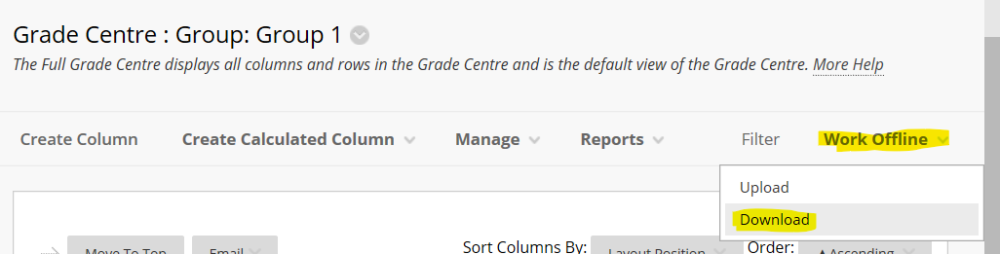 Grade Centre : Group: Group 1
The Full Grade Centre displays all columns and rows in the Grade Centre and is the default view of the Grade Centre. More Help
Create Column Create Calculated Column Manage Reports Filter Work Offline
Upload
Download
Move To Top Email Sort Columns By: Layout Position Order: Ascending